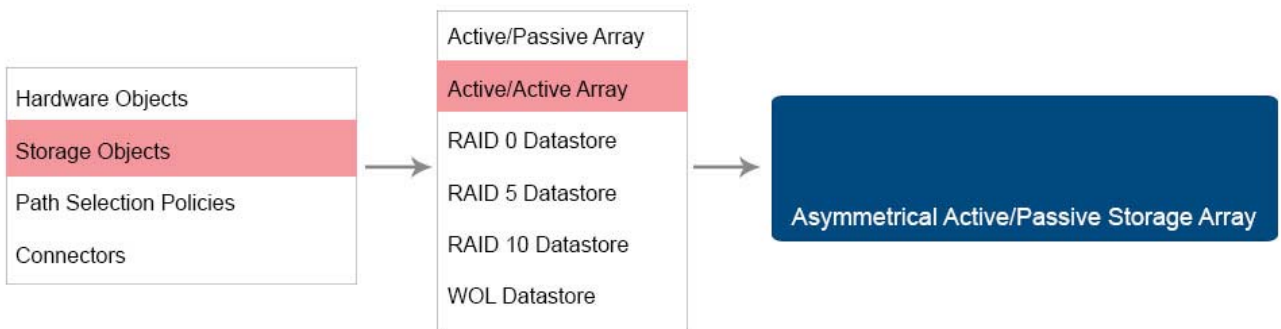 Hardware Objects
Storage Objects
Path Selection Policies
Connectors
Active/Passive Array
Active/Active Array
RAID 0 Datastore
RAID 5 Datastore
RAID 10 Datastore
WOL Datastore
Asymmetrical Active/Passive Storage Array